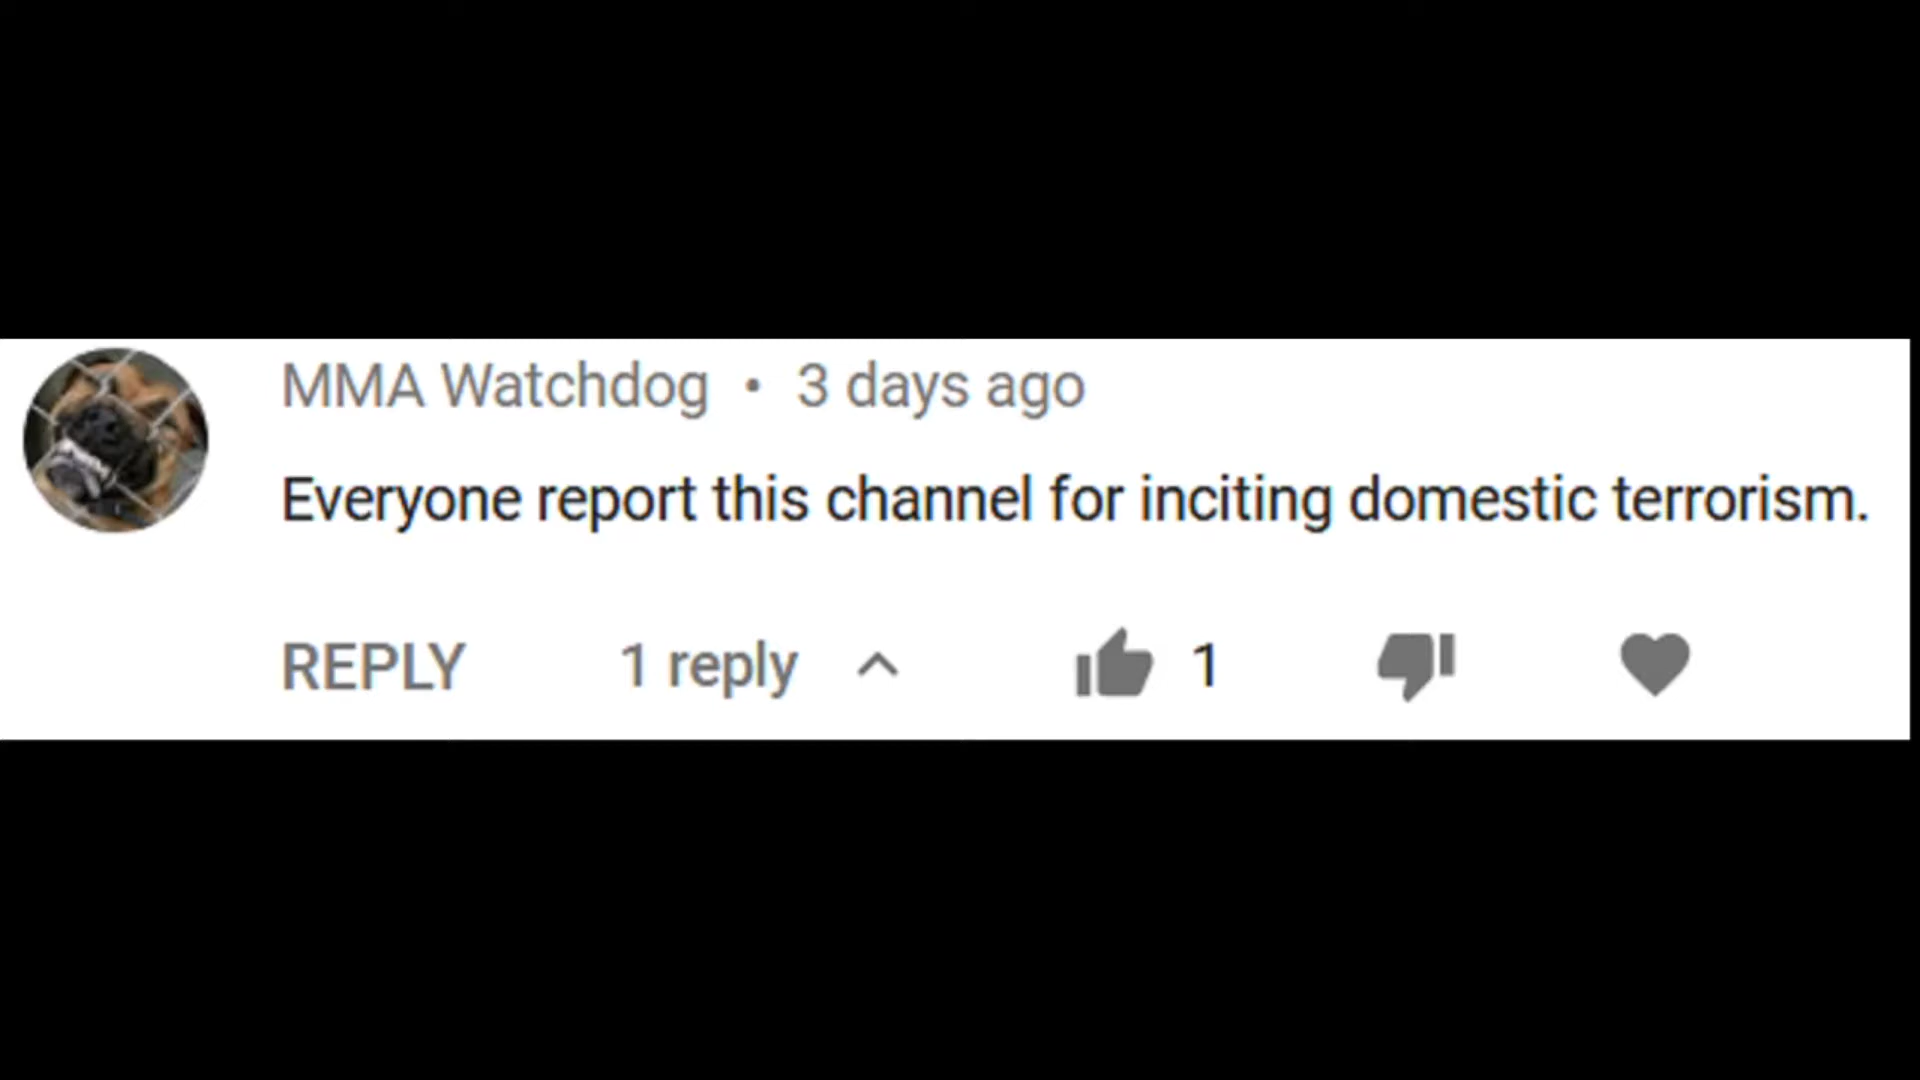 MMA Watchdog • 3 days ago
Everyone report this channel for inciting domestic terrorism.
REPLY 1 reply 1